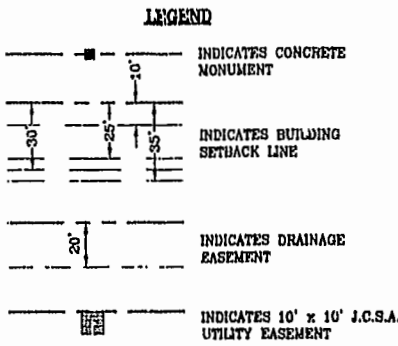 LEGEND
INDICATES CONCRETE
MONUMENT
10'
30'
25'
35'
INDICATES BUILDING
SETBACK LINE
20'
INDICATES DRAINAGE
EASEMENT
INDICATES 10' x 10' J.C.S.A.
UTILITY EASEMENT